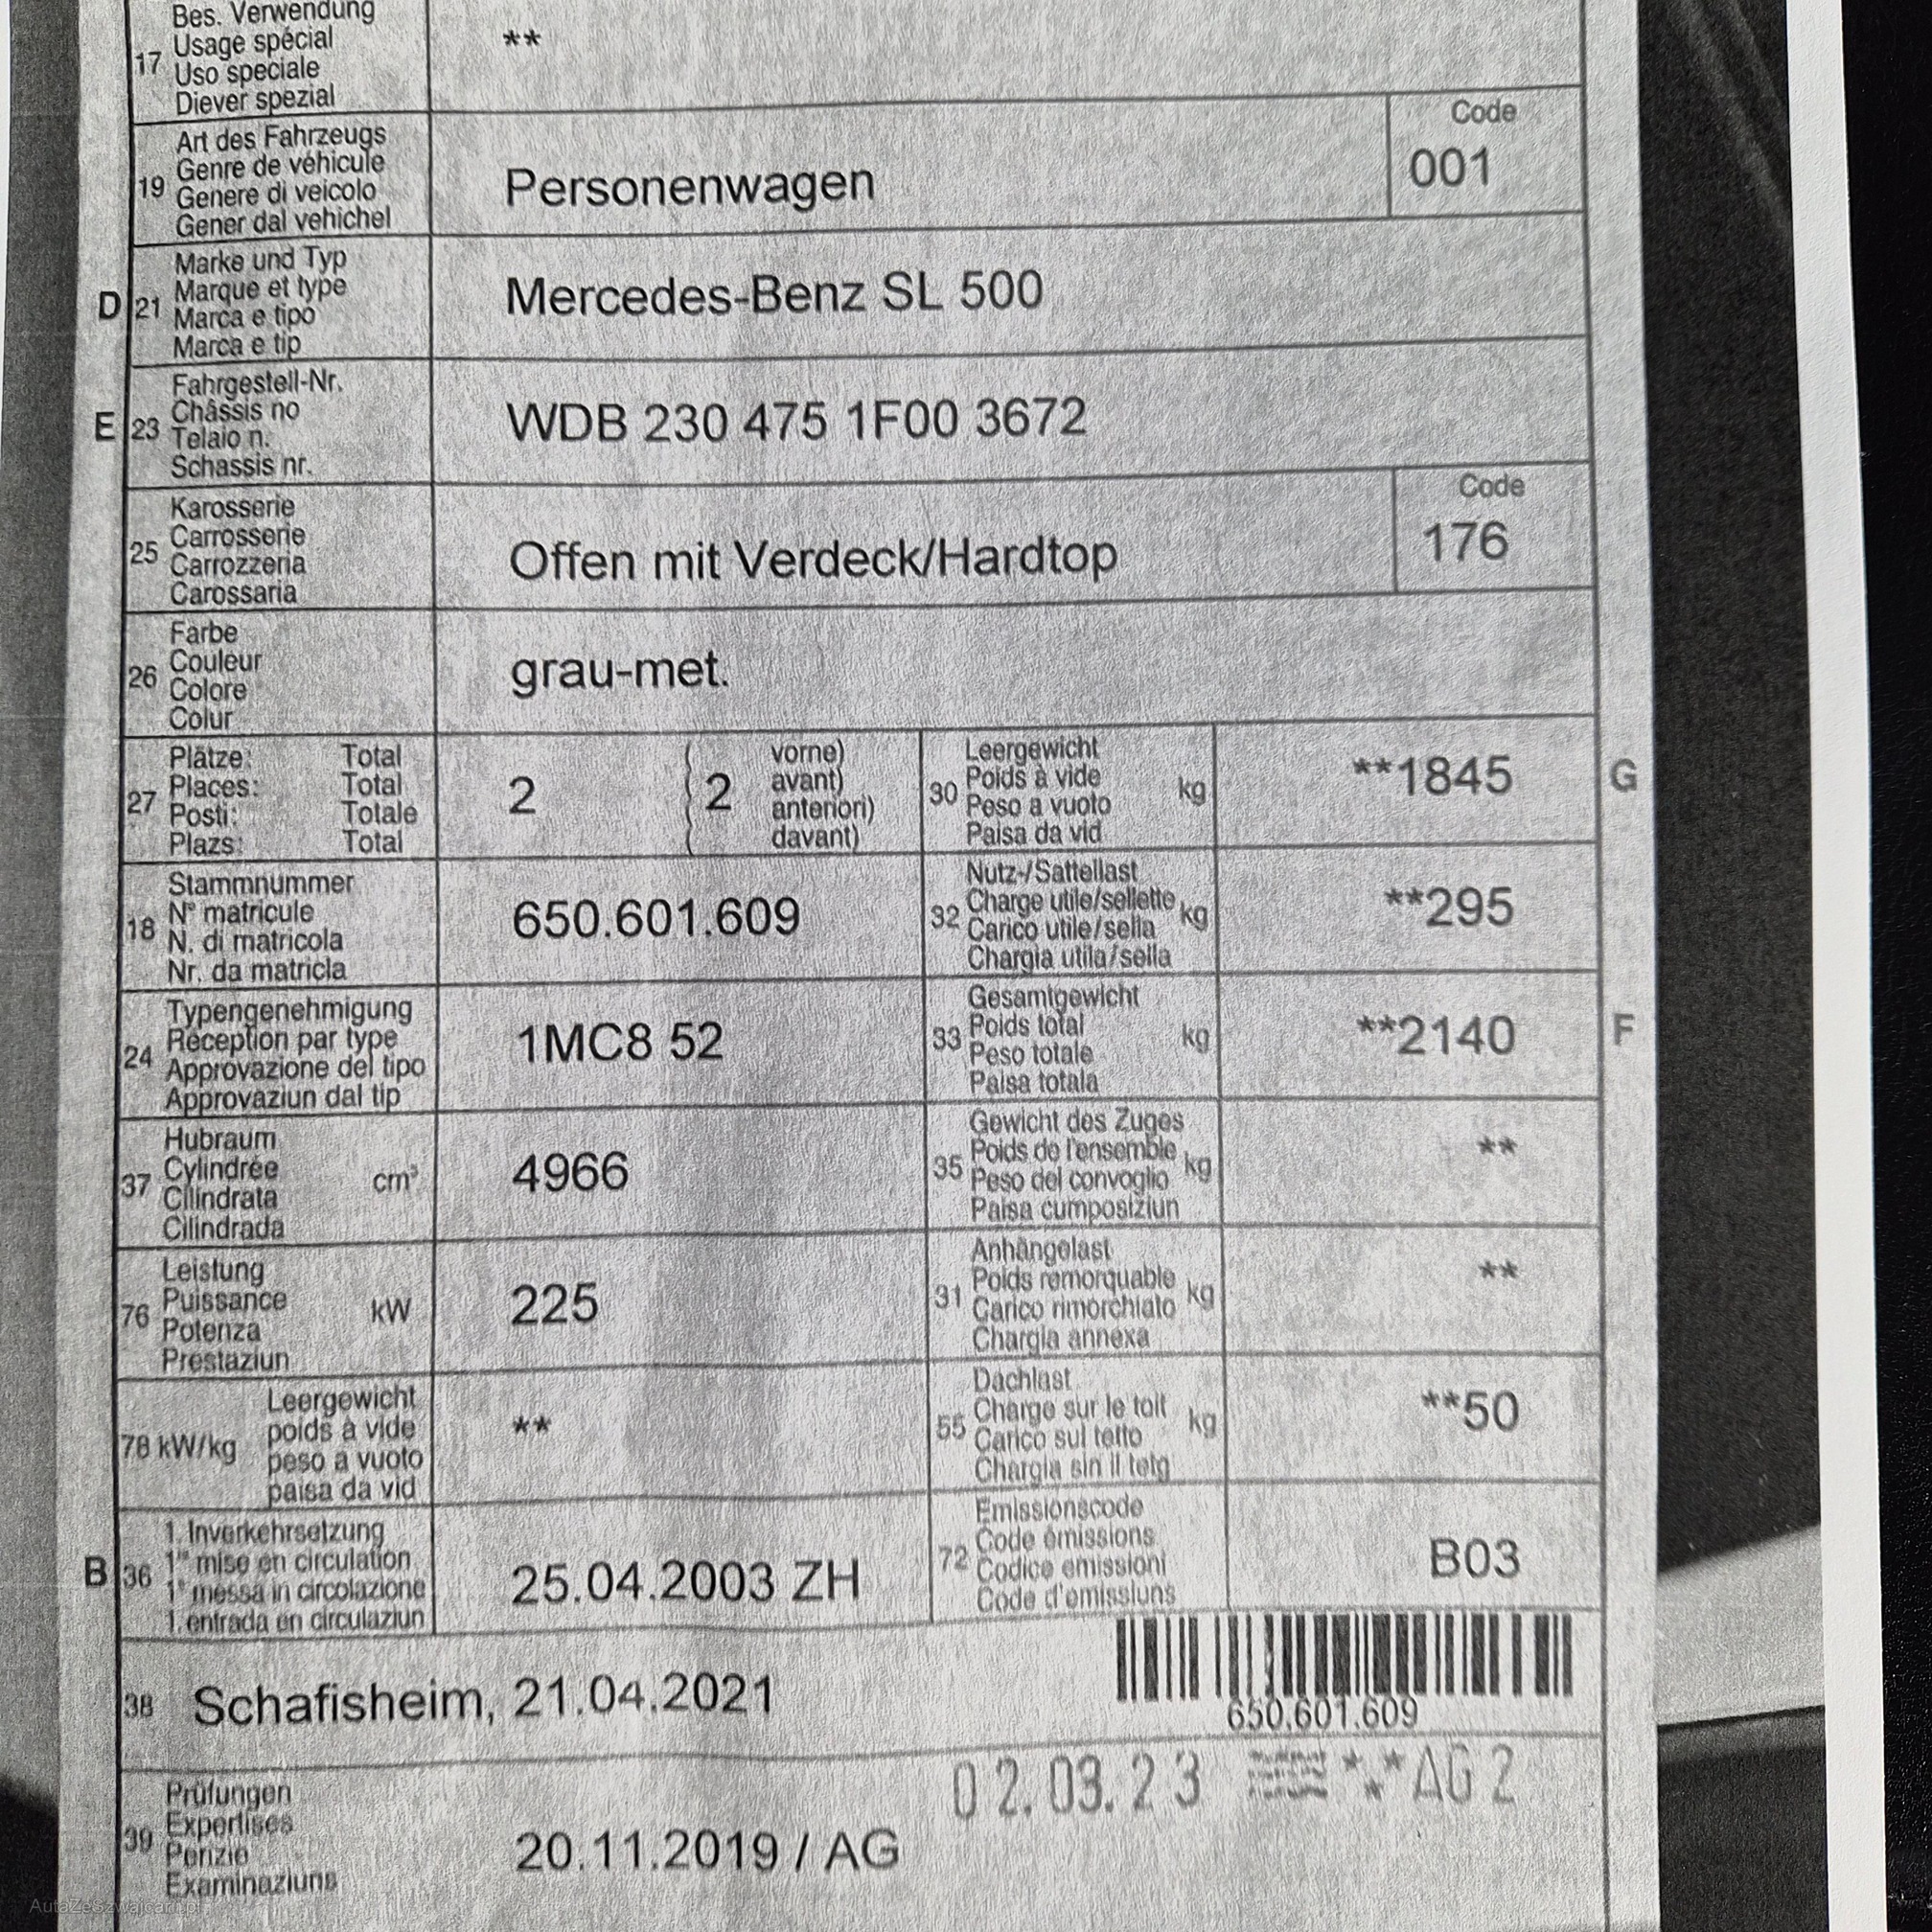 Bes. Verwendung
17 Usage spécial **
Uso speciale
Diever spezial
Art des Fahrzeugs Code
19 Genre de véhicule Personenwagen 001
Genere di veicolo
Gener dal vehichel
Marke und Typ
D 21 Marque et type Mercedes-Benz SL 500
Marca e tipo
Marca e tip
Fahrgestell-Nr.
E 23 Châssis no WDB 230 475 1F00 3672
Telaio n.
Schassis nr.
Karosserie Code
25 Carrosserie Offen mit Verdeck/Hardtop 176
Carrozzeria
Carossaria
Farbe
26 Couleur grau-met.
Colore
Colur
27 Plätze: Total 2 (2 vorne)
Places: Total avant)
Posti: Totale anteriori)
Plazs: Total davant)
30 Leergewicht kg **1845 G
Poids à vide
Peso a vuoto
Paisa da vid
18 Stammnummer 650.601.609
N° matricule
N. di matricola
Nr. da matricla
32 Nutz-/Sattellast kg **295
Charge utile/sellette
Carico utile/sella
Chargia utila/sella
24 Typengenehmigung 1MC8 52
Réception par type
Approvazione del tipo
Approvaziun dal tip
33 Gesamtgewicht kg **2140 F
Poids total
Peso totale
Paisa totala
37 Hubraum cm³ 4966
Cylindrée
Cilindrata
Cilindrada
35 Gewicht des Zuges kg **
Poids de l'ensemble
Peso del convoglio
Paisa cumposiziun
76 Leistung kW 225
Puissance
Potenza
Prestaziun
31 Anhängelast kg **
Poids remorquable
Carico rimorchiato
Chargia annexa
78 kW/kg Leergewicht **
poids à vide
peso a vuoto
paisa da vid
55 Dachlast kg **50
Charge sur le toit
Carico sul tetto
Chargia sin il tetg
B 36 1. Inverkehrsetzung 25.04.2003 ZH
1re mise en circulation
1a messa in circolazione
1. entrada en circulaziun
72 Emissionscode B03
Code émissions
Codice emissioni
Code d'emissiuns
38 Schafisheim, 21.04.2021
650.601.609
02.03.23 ** *AG 2
39 Prüfungen 20.11.2019 / AG
Expertises
Perizie
Examinaziuns
AutaZeSzwajcarii.pl